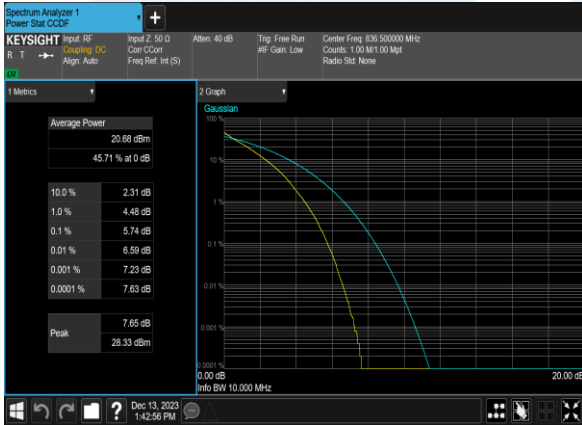 Spectrum Analyzer 1
Power Stat CCDF
+
KEYSIGHT
R T
LXI
Input: RF
Coupling: DC
Align: Auto
Input Z: 50 Ω
Corr CCorr
Freq Ref: Int (S)
Atten: 40 dB
Trig: Free Run
#IF Gain: Low
Center Freq: 836.500000 MHz
Counts: 1.00 M/1.00 Mpt
Radio Std: None
1 Metrics
Average Power
20.68 dBm
45.71 % at 0 dB
10.0 % 2.31 dB
1.0 % 4.48 dB
0.1 % 5.74 dB
0.01 % 6.59 dB
0.001 % 7.23 dB
0.0001 % 7.63 dB
Peak
7.65 dB
28.33 dBm
2 Graph
Gaussian
100 %
10 %
1 %
0.1 %
0.01 %
0.001 %
0.0001 %
0.00 dB
20.00 dB
Info BW 10.000 MHz
?
Dec 13, 2023
1:42:56 PM